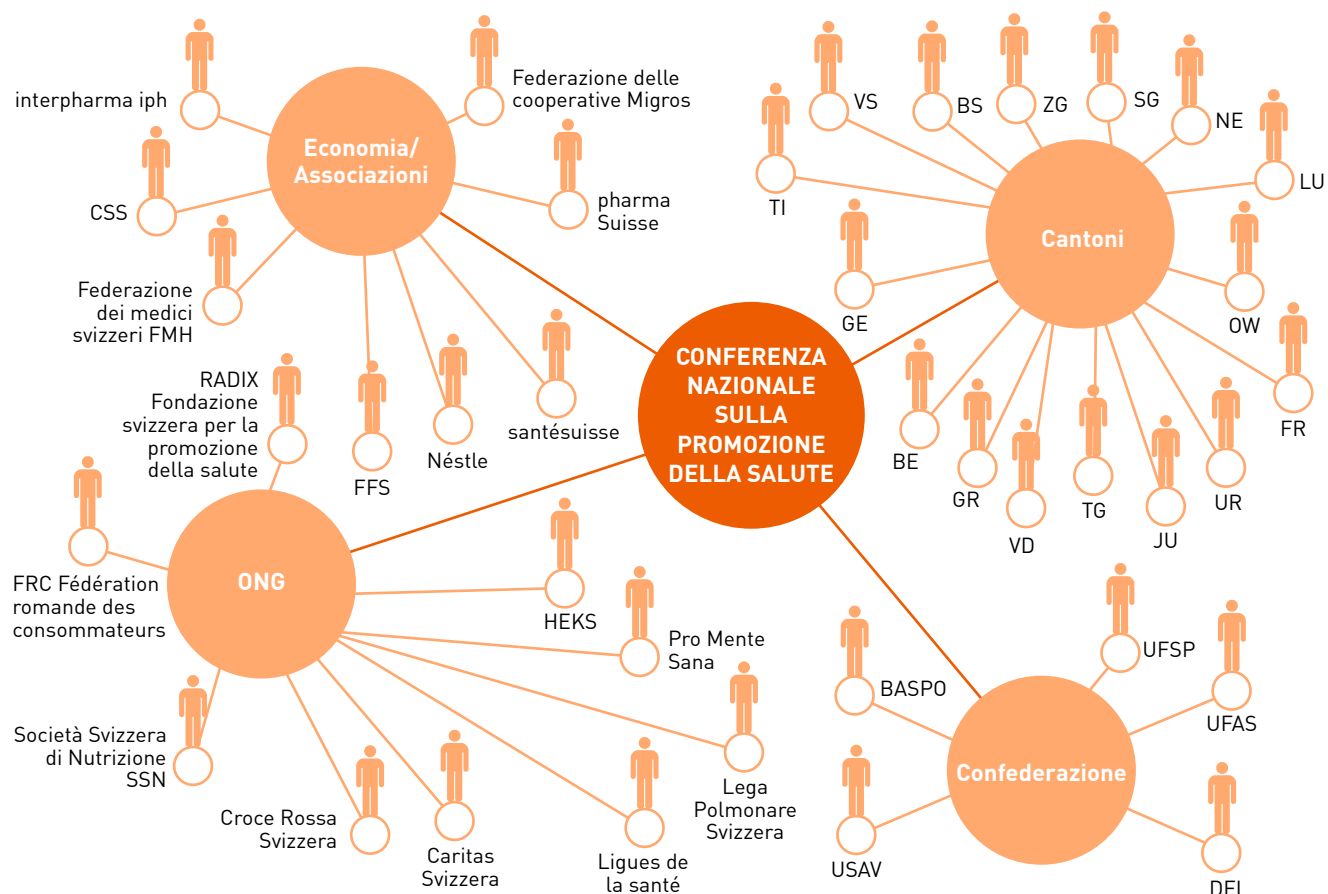 interpharma iph
Federazione delle
cooperative Migros
Economia/
Associazioni
CSS
pharma
Suisse
Federazione
dei medici
svizzeri FMH
FFS
Néstle
santésuisse
VS
BS
ZG
SG
NE
TI
LU
Cantoni
GE
OW
BE
FR
GR
VD
TG
JU
UR
CONFERENZA
NAZIONALE
SULLA
PROMOZIONE
DELLA SALUTE
RADIX
Fondazione
svizzera per la
promozione
della salute
FRC Fédération
romande des
consommateurs
ONG
HEKS
Pro Mente
Sana
Società Svizzera
di Nutrizione
SSN
Croce Rossa
Svizzera
Caritas
Svizzera
Ligues de
la santé
Lega
Polmonare
Svizzera
BASPO
UFSP
UFAS
Confederazione
USAV